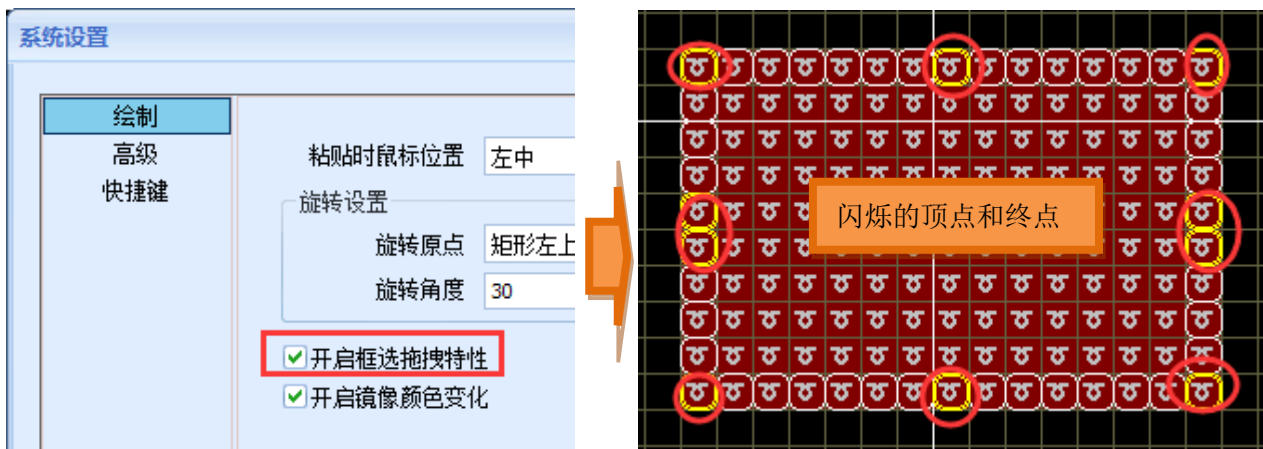 系统设置
绘制
高级
快捷键
粘贴时鼠标位置 左中
旋转设置
旋转原点 矩形左上
旋转角度 30
开启框选拖拽特性
开启镜像颜色变化
闪烁的顶点和终点